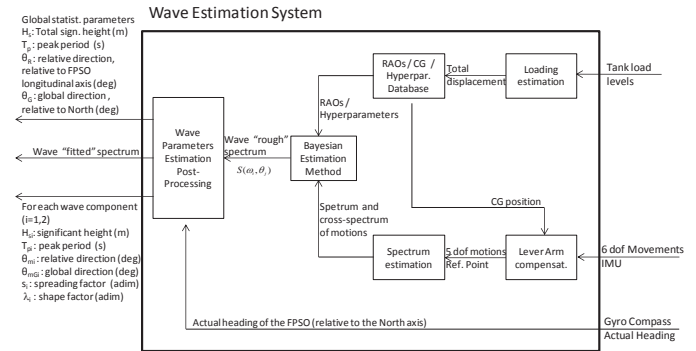 Wave Estimation System
Global statist. parameters
Hs: Total sign. height (m)
Tp: peak period (s)
θR: relative direction,
relative to FPSO
longitudinal axis (deg)
θG: global direction,
relative to North (deg)
Wave "fitted" spectrum
For each wave component
(i=1,2)
Hsi: significant height (m)
Tpi: peak period (s)
θmi: relative direction (deg)
θmGi: global direction (deg)
si: spreading factor (adim)
λi: shape factor (adim)
Wave
Parameters
Estimation
Post-
Processing
Wave "rough"
spectrum
S(ωi,θj)
Bayesian
Estimation
Method
RAOs/
Hyperparameters
RAOs/ CG /
Hyperpar.
Database
Total
displacement
Loading
estimation
Tank load
levels
Spetrum and
cross-spectrum
of motions
CG position
Spectrum
estimation
5 dof motions
Ref. Point
Lever Arm
compensat.
6 dof Movements
IMU
Actual heading of the FPSO (relative to the North axis)
Gyro Compass
Actual Heading